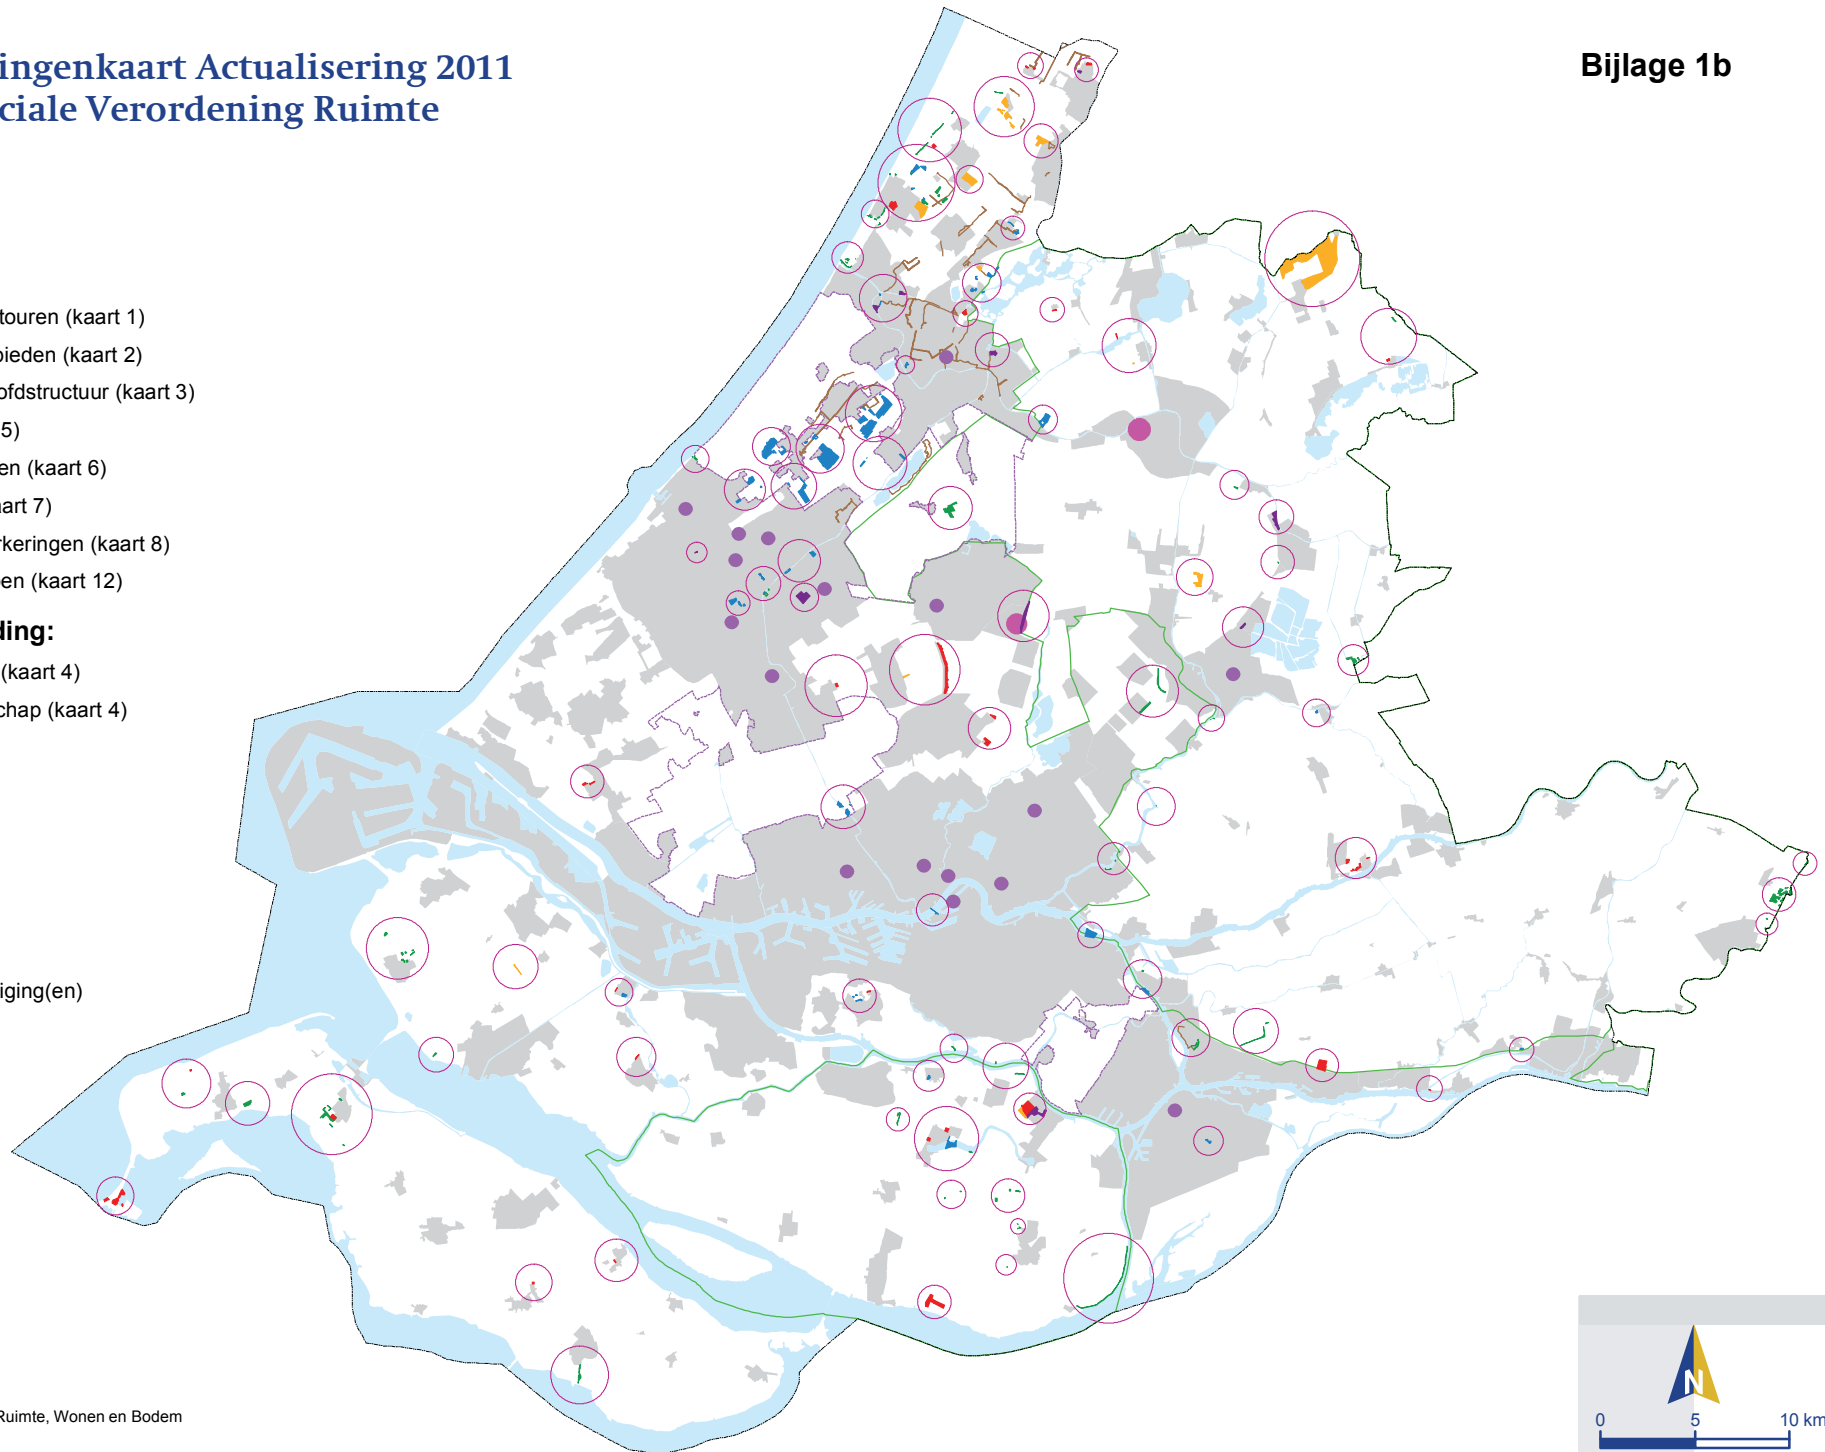 ingenkaart Actualisering 2011
ciale Verordening Ruimte
Bijlage 1b
touren (kaart 1)
bieden (kaart 2)
ofdstructuur (kaart 3)
5)
en (kaart 6)
aart 7)
rkeringen (kaart 8)
pen (kaart 12)
ding:
(kaart 4)
chap (kaart 4)
iging(en)
Ruimte, Wonen en Bodem
N
0 5 10 km